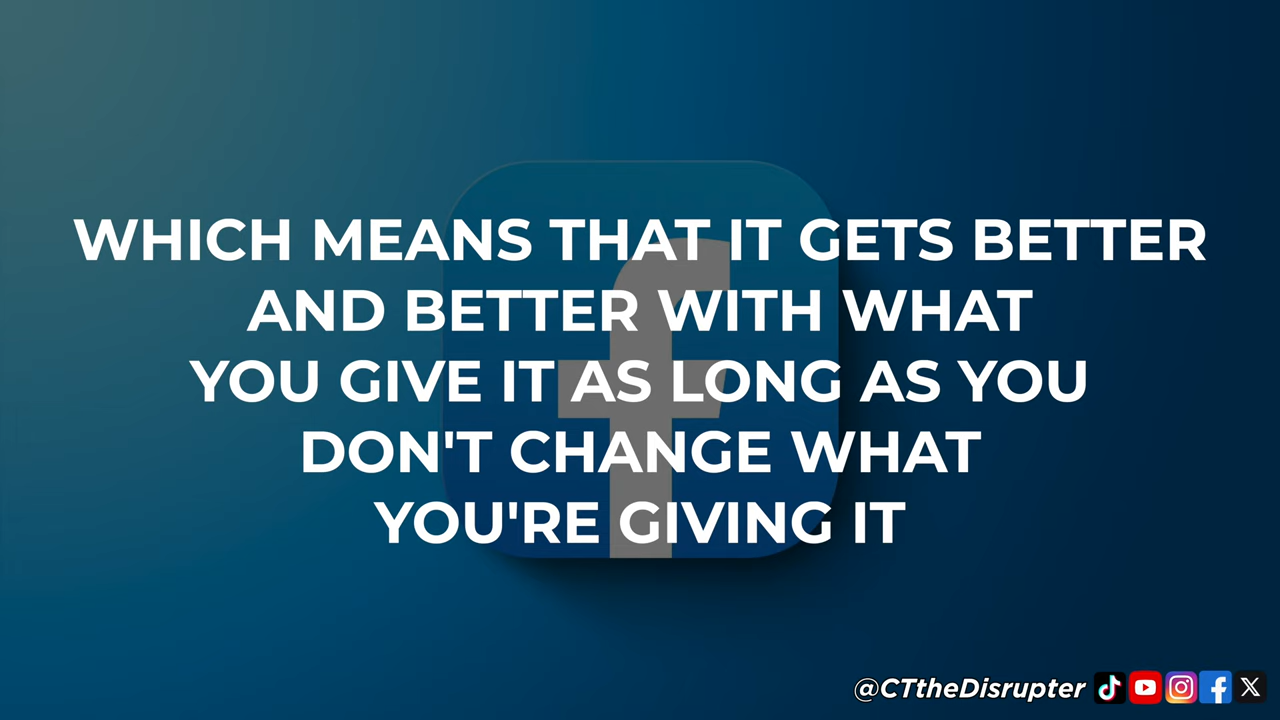 WHICH MEANS THAT IT GETS BETTER
AND BETTER WITH WHAT
YOU GIVE IT AS LONG AS YOU
DON'T CHANGE WHAT
YOU'RE GIVING IT
@CTtheDisrupter